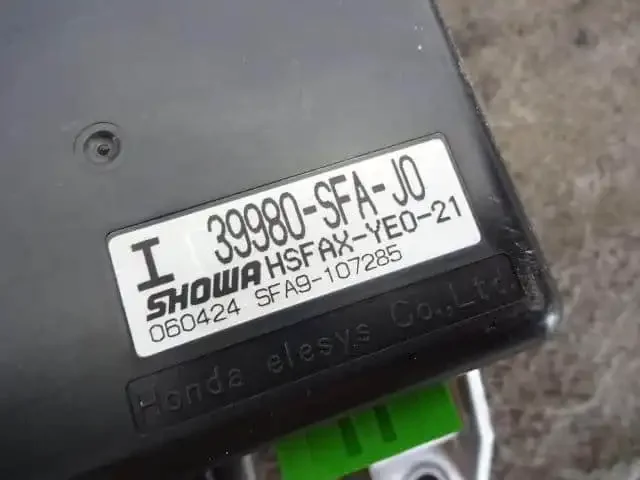 I 39980-SFA-J0
SHOWA HSFAX-YE0-21
060424 SFA9-107285
Honda elesys Co.,Ltd.